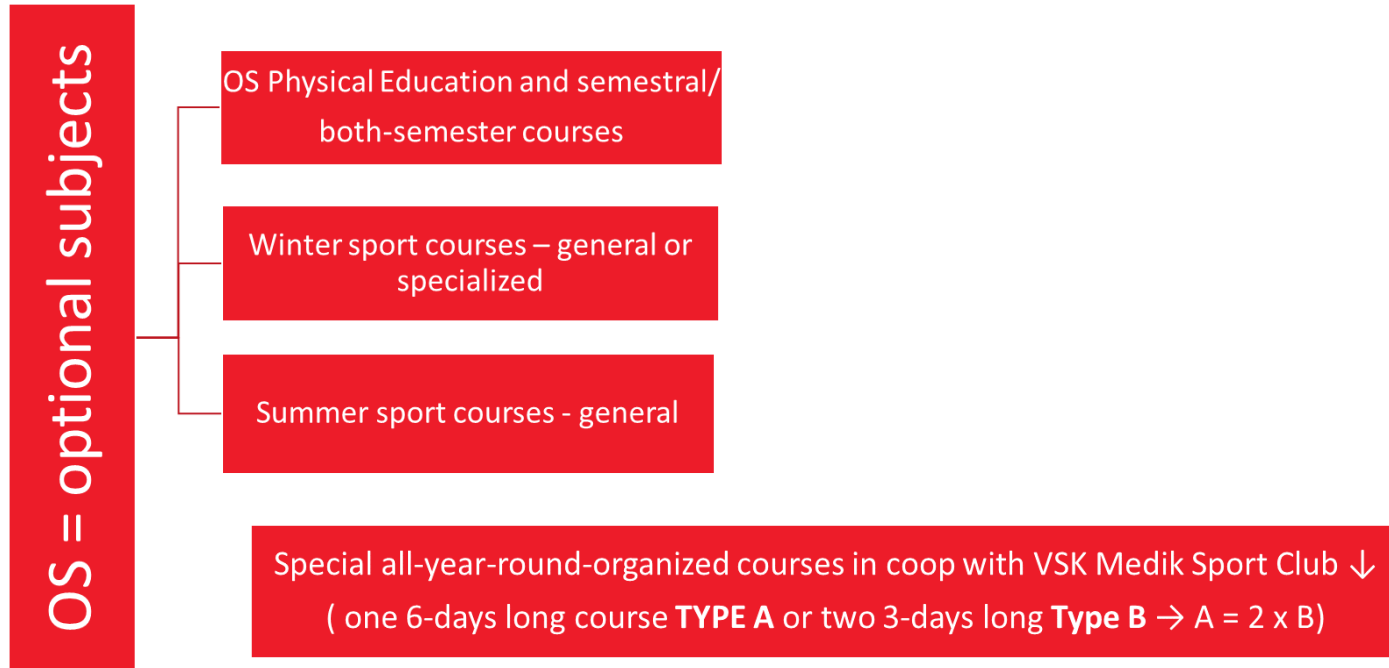 OS = optional subjects
OS Physical Education and semestral/
both-semester courses
Winter sport courses – general or
specialized
Summer sport courses - general
Special all-year-round-organized courses in coop with VSK Medik Sport Club ↓
( one 6-days long course TYPE A or two 3-days long Type B → A = 2 x B)